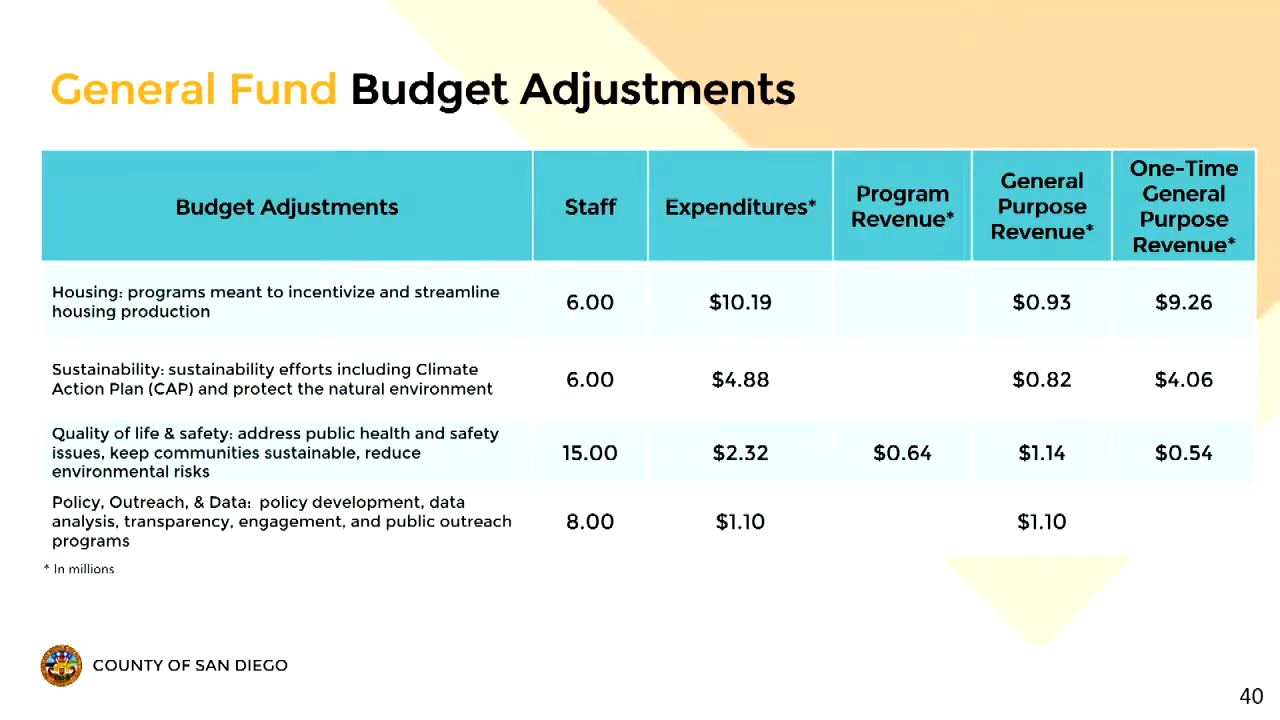 General Fund Budget Adjustments
Budget Adjustments Staff Expenditures* Program Revenue* General Purpose Revenue* One-Time General Purpose Revenue*
Housing: programs meant to incentivize and streamline
housing production
6.00 $10.19 $0.93 $9.26
Sustainability: sustainability efforts including Climate
Action Plan (CAP) and protect the natural environment
6.00 $4.88 $0.82 $4.06
Quality of life & safety: address public health and safety
issues, keep communities sustainable, reduce
environmental risks
15.00 $2.32 $0.64 $1.14 $0.54
Policy, Outreach, & Data: policy development, data
analysis, transparency, engagement, and public outreach
programs
8.00 $1.10 $1.10
* In millions
COUNTY OF SAN DIEGO
40